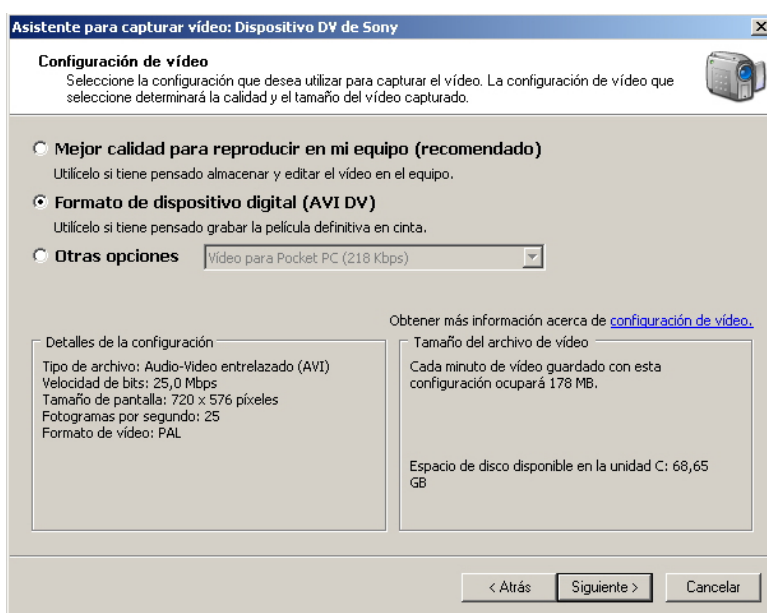 Asistente para capturar vídeo: Dispositivo DV de Sony
Configuración de vídeo
Seleccione la configuración que desea utilizar para capturar el vídeo. La configuración de vídeo que
seleccione determinará la calidad y el tamaño del vídeo capturado.
Mejor calidad para reproducir en mi equipo (recomendado)
Utilícelo si tiene pensado almacenar y editar el vídeo en el equipo.
Formato de dispositivo digital (AVI DV)
Utilícelo si tiene pensado grabar la película definitiva en cinta.
Otras opciones
Vídeo para Pocket PC (218 Kbps)
Obtener más información acerca de configuración de vídeo.
Detalles de la configuración
Tipo de archivo: Audio-Video entrelazado (AVI)
Velocidad de bits: 25,0 Mbps
Tamaño de pantalla: 720 x 576 píxeles
Fotogramas por segundo: 25
Formato de vídeo: PAL
Tamaño del archivo de vídeo
Cada minuto de vídeo guardado con esta
configuración ocupará 178 MB.
Espacio de disco disponible en la unidad C: 68,65
GB
< Atrás
Siguiente >
Cancelar